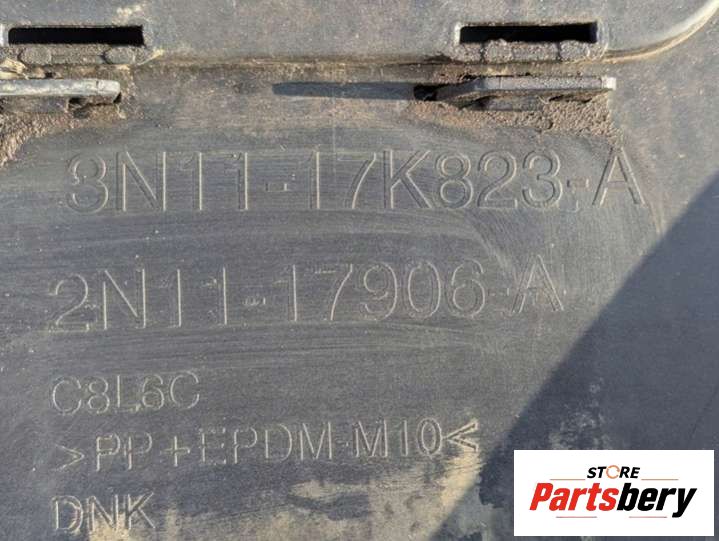 3N11-17K823-A
2N11-17906-A
C8L6C
>PP+EPDM-M10<
DNK
STORE
Partsbery